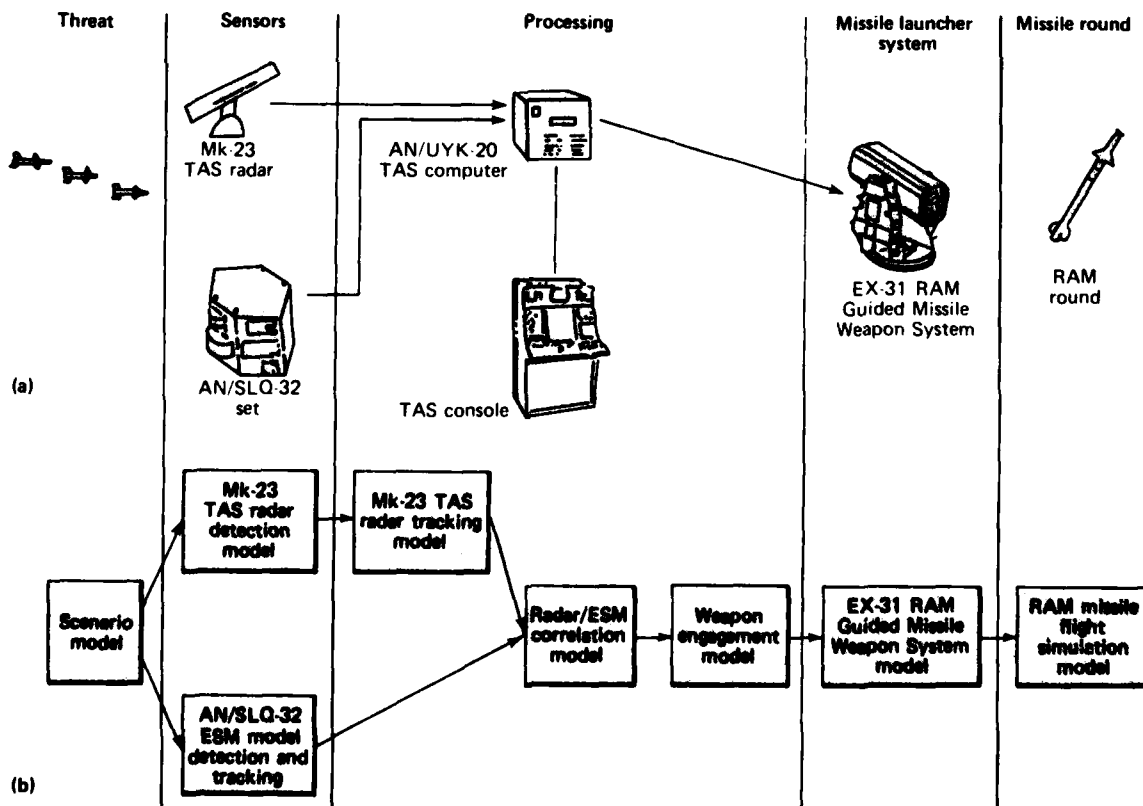 Threat
Sensors
Processing
Missile launcher
system
Missile round
Mk-23
TAS radar
AN/UYK-20
TAS computer
EX-31 RAM
Guided Missile
Weapon System
RAM
round
AN/SLQ-32
set
TAS console
(a)
Mk-23
TAS radar
detection
model
Mk-23 TAS
radar tracking
model
Scenario
model
Radar/ESM
correlation
model
Weapon
engagement
model
EX-31 RAM
Guided Missile
Weapon System
model
RAM missile
flight
simulation
model
AN/SLQ-32
ESM model
detection and
tracking
(b)